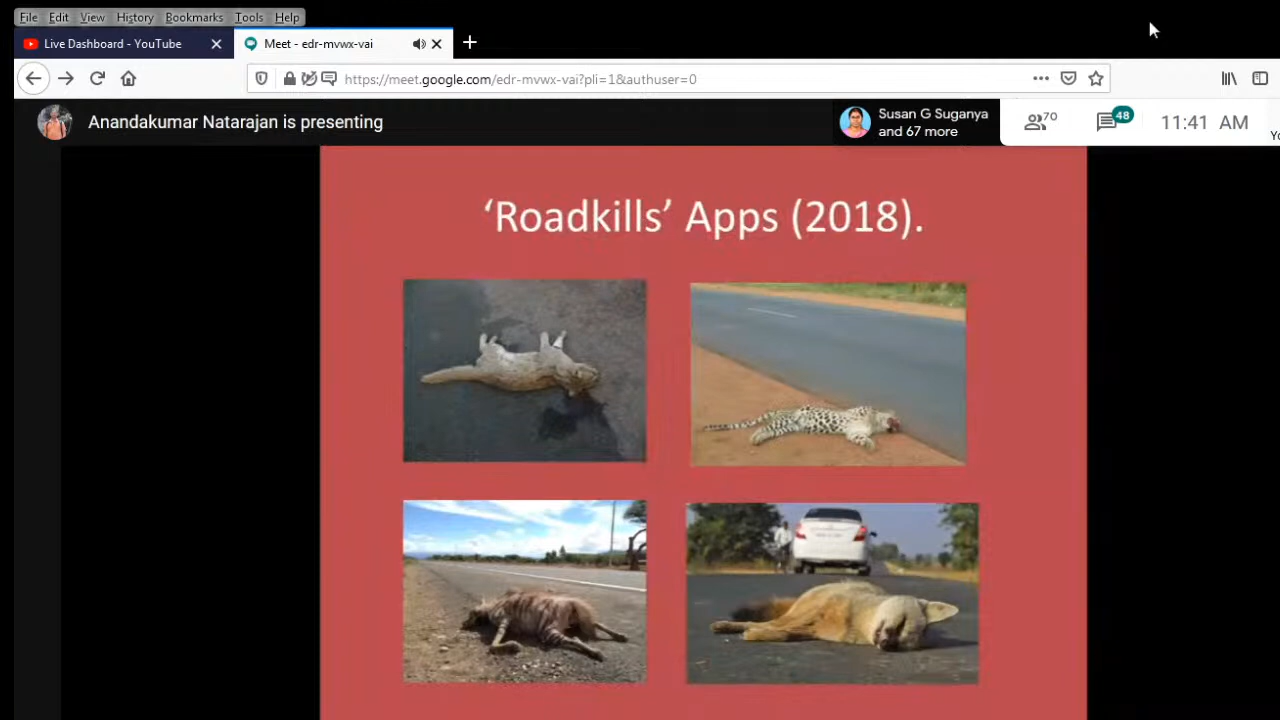 File Edit View History Bookmarks Tools Help
Live Dashboard - YouTube
Meet - edr-mvwx-vai
https://meet.google.com/edr-mvwx-vai?pli=1&authuser=0
Anandakumar Natarajan is presenting
Susan G Suganya
and 67 more
70
48
11:41 AM
‘Roadkills’ Apps (2018).